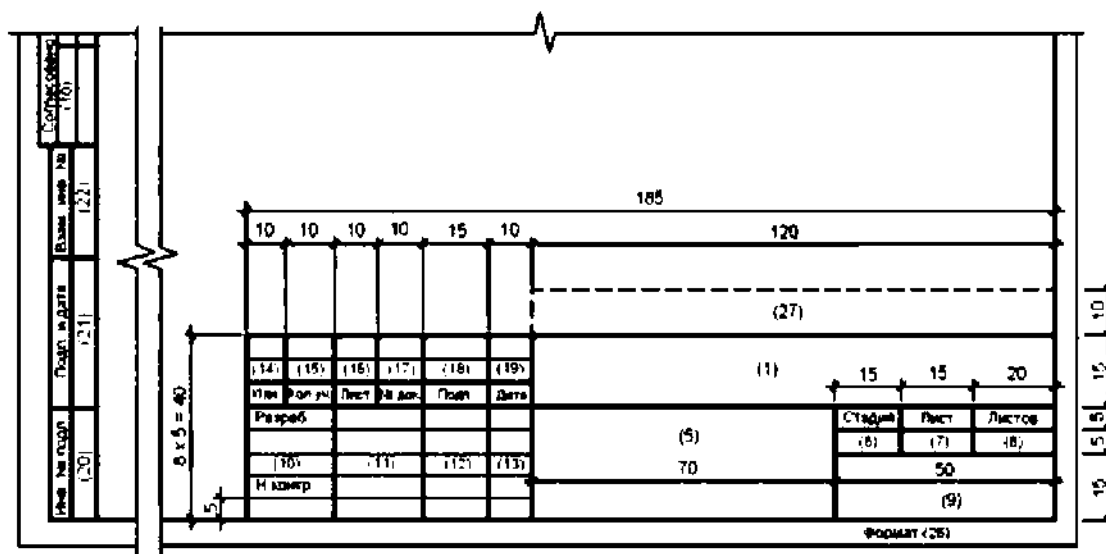 Согласовано
(10)
Взам. инв. №
(22)
Подп. и дата
(21)
Инв. № подл.
(20)
185
10 10 10 10 15 10 120
(27)
10
(14) (15) (16) (17) (18) (19)
(1)
15 15 20
15
Изм. Кол.уч. Лист № док. Подп. Дата
8 x 5 = 40
Разраб.
(5)
Стадия Лист Листов
5
(6) (7) (8)
5
(10) (11) (12) (13)
70 50
Н.контр.
5
(9)
15
Формат (26)